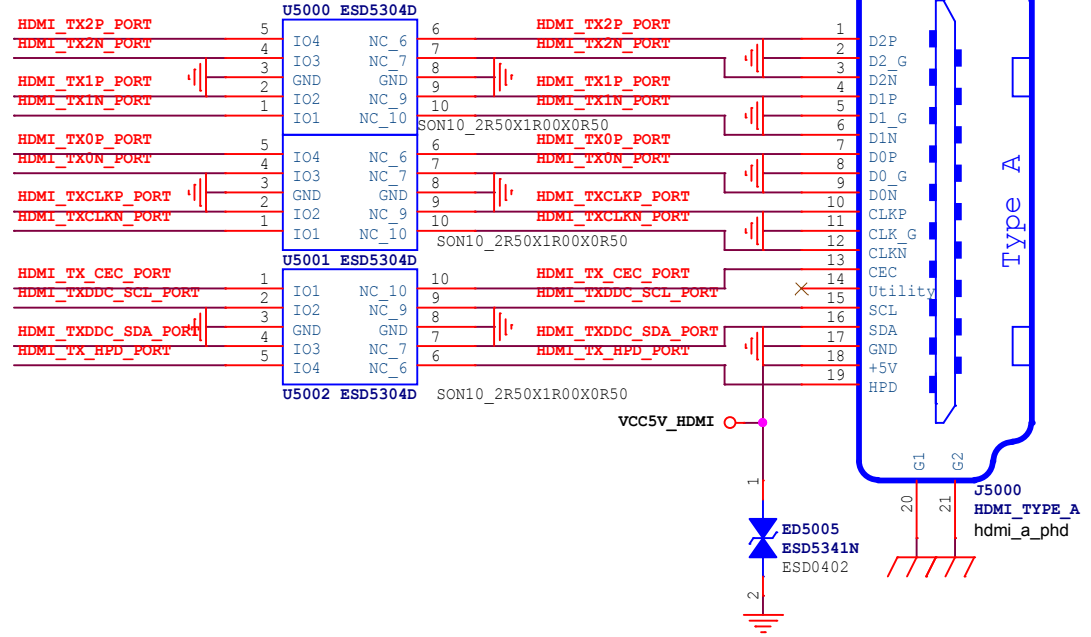 U5000 ESD5304D
HDMI_TX2P_PORT 5 IO4 NC_6 6 HDMI_TX2P_PORT 1 D2P
HDMI_TX2N_PORT 4 IO3 NC_7 7 HDMI_TX2N_PORT 2 D2_G
3 GND GND 8 3 D2N
HDMI_TX1P_PORT 2 IO2 NC_9 9 HDMI_TX1P_PORT 4 D1P
HDMI_TX1N_PORT 1 IO1 NC_10 10 HDMI_TX1N_PORT 5 D1_G
SON10_2R50X1R00X0R50 6 D1N
HDMI_TX0P_PORT 5 IO4 NC_6 6 HDMI_TX0P_PORT 7 D0P
HDMI_TX0N_PORT 4 IO3 NC_7 7 HDMI_TX0N_PORT 8 D0_G
3 GND GND 8 9 D0N
HDMI_TXCLKP_PORT 2 IO2 NC_9 9 HDMI_TXCLKP_PORT 10 CLKP
HDMI_TXCLKN_PORT 1 IO1 NC_10 10 HDMI_TXCLKN_PORT 11 CLK_G
SON10_2R50X1R00X0R50 12 CLKN
U5001 ESD5304D
13 CEC
HDMI_TX_CEC_PORT 1 IO1 NC_10 10 HDMI_TX_CEC_PORT 14 Utility
HDMI_TXDDC_SCL_PORT 2 IO2 NC_9 9 HDMI_TXDDC_SCL_PORT 15 SCL
3 GND GND 8 16 SDA
HDMI_TXDDC_SDA_PORT 4 IO3 NC_7 7 HDMI_TXDDC_SDA_PORT 17 GND
HDMI_TX_HPD_PORT 5 IO4 NC_6 6 HDMI_TX_HPD_PORT 18 +5V
19 HPD
U5002 ESD5304D SON10_2R50X1R00X0R50
Type A
VCC5V_HDMI
G1 G2
20 21
J5000
HDMI_TYPE_A
hdmi_a_phd
1
ED5005
ESD5341N
ESD0402
2